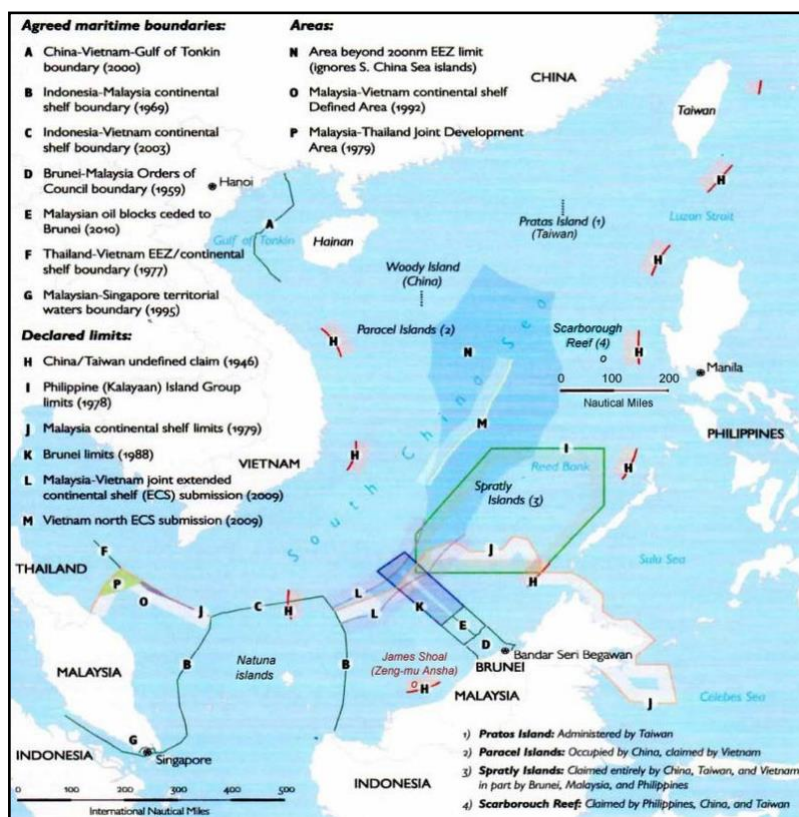 Agreed maritime boundaries:
A China-Vietnam-Gulf of Tonkin
boundary (2000)
B Indonesia-Malaysia continental
shelf boundary (1969)
C Indonesia-Vietnam continental
shelf boundary (2003)
D Brunei-Malaysia Orders of
Council boundary (1959)
E Malaysian oil blocks ceded to
Brunei (2010)
F Thailand-Vietnam EEZ/continental
shelf boundary (1977)
G Malaysian-Singapore territorial
waters boundary (1995)
Declared limits:
H China/Taiwan undefined claim (1946)
I Philippine (Kalayaan) Island Group
limits (1978)
J Malaysia continental shelf limits (1979)
K Brunei limits (1988)
L Malaysia-Vietnam joint extended
continental shelf (ECS) submission (2009)
M Vietnam north ECS submission (2009)
Areas:
N Area beyond 200nm EEZ limit
(ignores S. China Sea islands)
O Malaysia-Vietnam continental shelf
Defined Area (1992)
P Malaysia-Thailand Joint Development
Area (1979)
CHINA
Taiwan
Hanoi
H
A
Gulf of Tonkin
Hainan
Pratas Island (1)
(Taiwan)
Luzon Strait
Woody Island
(China)
H
Paracel Islands (2)
H
N
Scarborough
Reef (4)
H
0 100 200
Nautical Miles
Manila
South China Sea
M
PHILIPPINES
VIETNAM
H
I
Reed Bank
H
Spratly
Islands (3)
J
Sulu Sea
F
THAILAND
P
O
J
C
H
L
L
K
E
D
H
Bandar Seri Begawan
BRUNEI
MALAYSIA
B
Natuna
islands
B
James Shoal
(Zeng-mu Ansha)
H
MALAYSIA
J
Celebes Sea
G
Singapore
INDONESIA
INDONESIA
0 100 200 300 400 500
International Nautical Miles
1) Pratos Island: Administered by Taiwan
2) Paracel Islands: Occupied by China, claimed by Vietnam
3) Spratly Islands: Claimed entirely by China, Taiwan, and Vietnam
in part by Brunei, Malaysia, and Philippines
4) Scarborouch Reef: Claimed by Philippines, China, and Taiwan